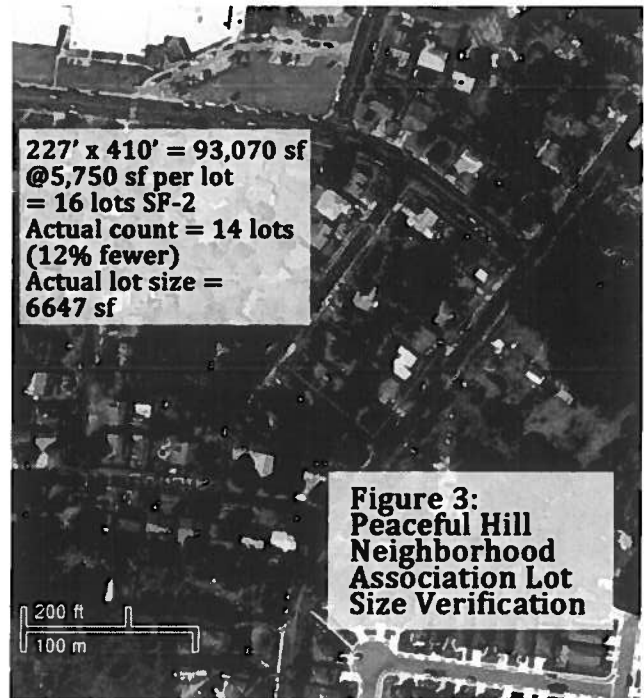 227' x 410' = 93,070 sf
@5,750 sf per lot
= 16 lots SF-2
Actual count = 14 lots
(12% fewer)
Actual lot size =
6647 sf
Figure 3:
Peaceful Hill
Neighborhood
Association Lot
Size Verification
200 ft
100 m